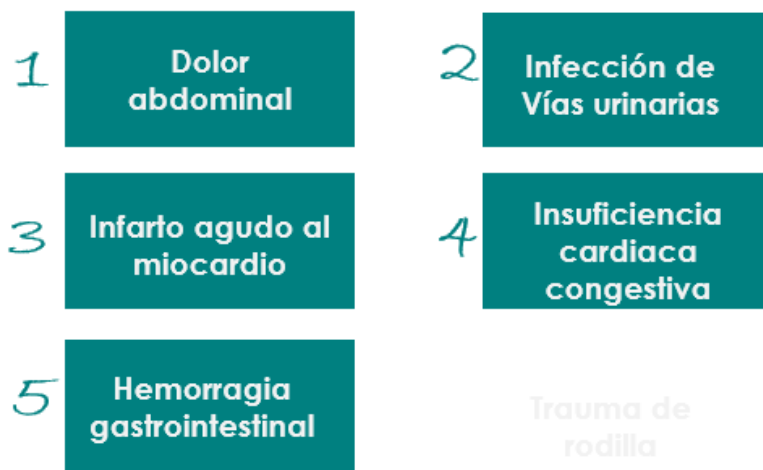 1
Dolor
abdominal
2
Infección de
Vías urinarias
3
Infarto agudo al
miocardio
4
Insuficiencia
cardiaca
congestiva
5
Hemorragia
gastrointestinal
Trauma de
rodilla